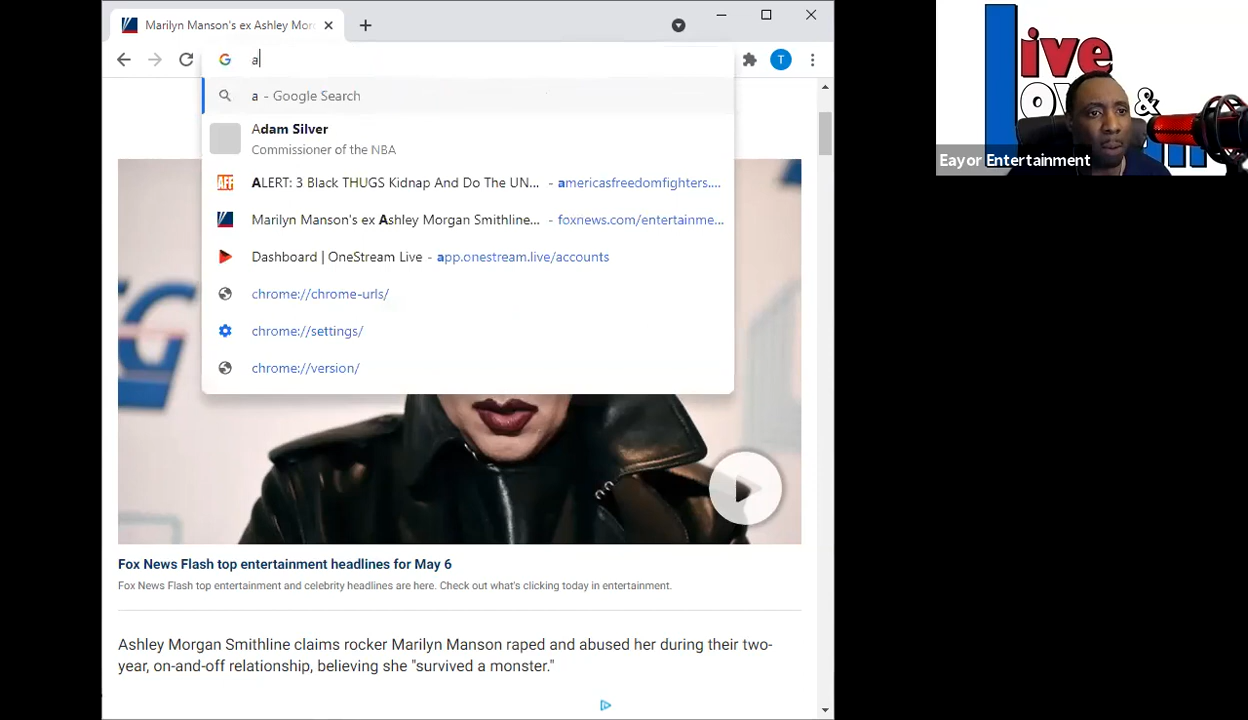 Marilyn Manson's ex Ashley Mor
a
a - Google Search
Adam Silver
Commissioner of the NBA
ALERT: 3 Black THUGS Kidnap And Do The UN... - americasfreedomfighters....
Marilyn Manson's ex Ashley Morgan Smithline... - foxnews.com/entertainme...
Dashboard | OneStream Live - app.onestream.live/accounts
chrome://chrome-urls/
chrome://settings/
chrome://version/
Fox News Flash top entertainment headlines for May 6
Fox News Flash top entertainment and celebrity headlines are here. Check out what's clicking today in entertainment.
Ashley Morgan Smithline claims rocker Marilyn Manson raped and abused her during their two-
year, on-and-off relationship, believing she "survived a monster."
T
AFF
Live
&
Eayor Entertainment